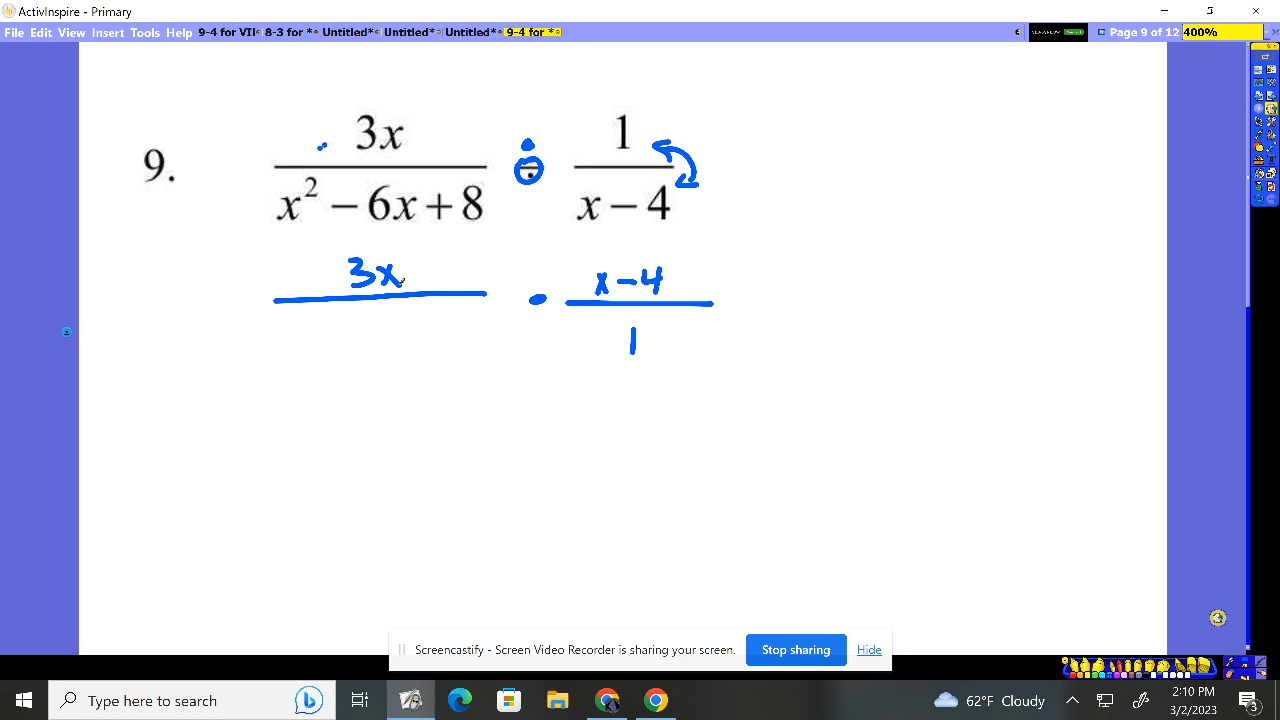 ActivInspire - Primary
File Edit View Insert Tools Help 9-4 for VII 8-3 for * Untitled* Untitled* Untitled* 9-4 for * Page 9 of 12 400%
9. 3x / x² − 6x + 8 ÷ 1 / x − 4
3x / · x − 4 / 1
Screencastify - Screen Video Recorder is sharing your screen. Stop sharing Hide
Type here to search 62°F Cloudy 2:10 PM
3/2/2023 3